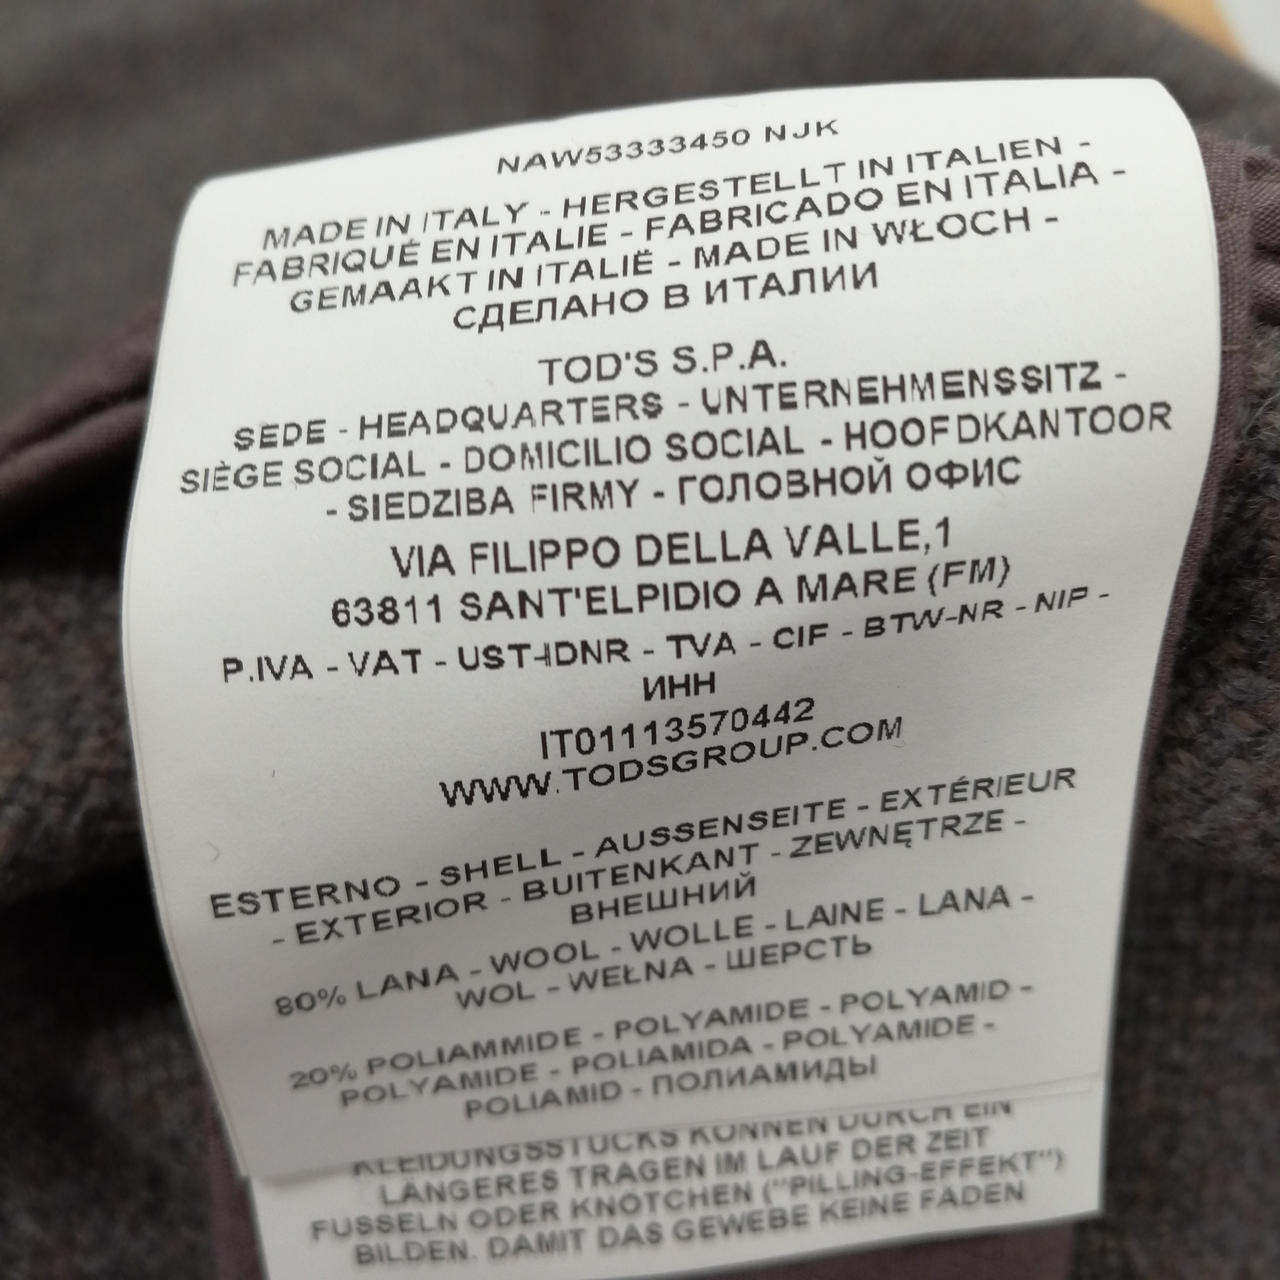 NAW53333450 NJK
MADE IN ITALY - HERGESTELLT IN ITALIEN -
FABRIQUÉ EN ITALIE - FABRICADO EN ITALIA -
GEMAAKT IN ITALIË - MADE IN WŁOCH -
СДЕЛАНО В ИТАЛИИ
TOD'S S.P.A.
SEDE - HEADQUARTERS - UNTERNEHMENSSITZ -
SIÈGE SOCIAL - DOMICILIO SOCIAL - HOOFDKANTOOR
- SIEDZIBA FIRMY - ГОЛОВНОЙ ОФИС
VIA FILIPPO DELLA VALLE,1
63811 SANT'ELPIDIO A MARE (FM)
P.IVA - VAT - UST-IDNR - TVA - CIF - BTW-NR - NIP -
ИНН
IT01113570442
WWW.TODSGROUP.COM
ESTERNO - SHELL - AUSSENSEITE - EXTÉRIEUR
- EXTERIOR - BUITENKANT - ZEWNĘTRZE -
ВНЕШНИЙ
80% LANA - WOOL - WOLLE - LAINE - LANA -
WOL - WEŁNA - ШЕРСТЬ
20% POLIAMMIDE - POLYAMIDE - POLYAMID -
POLYAMIDE - POLIAMIDA - POLYAMIDE -
POLIAMID - ПОЛИАМИДЫ
KLEIDUNGSSTÜCKS KÖNNEN DURCH EIN
LÄNGERES TRAGEN IM LAUF DER ZEIT
FUSSELN ODER KNÖTCHEN ("PILLING-EFFEKT")
BILDEN. DAMIT DAS GEWEBE KEINE FÄDEN